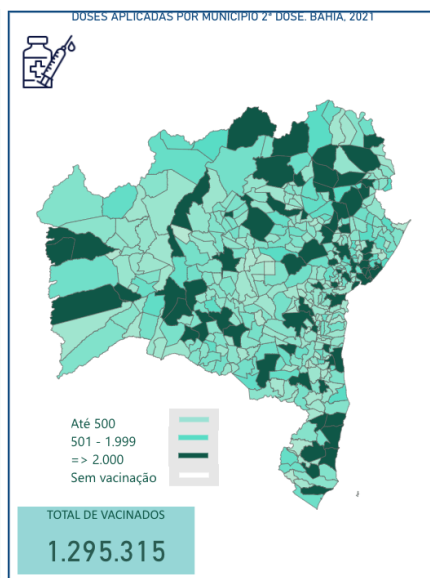 DOSES APLICADAS POR MUNICIPIO 2ª DOSE. BAHIA, 2021
Até 500
501 - 1.999
=> 2.000
Sem vacinação
TOTAL DE VACINADOS
1.295.315